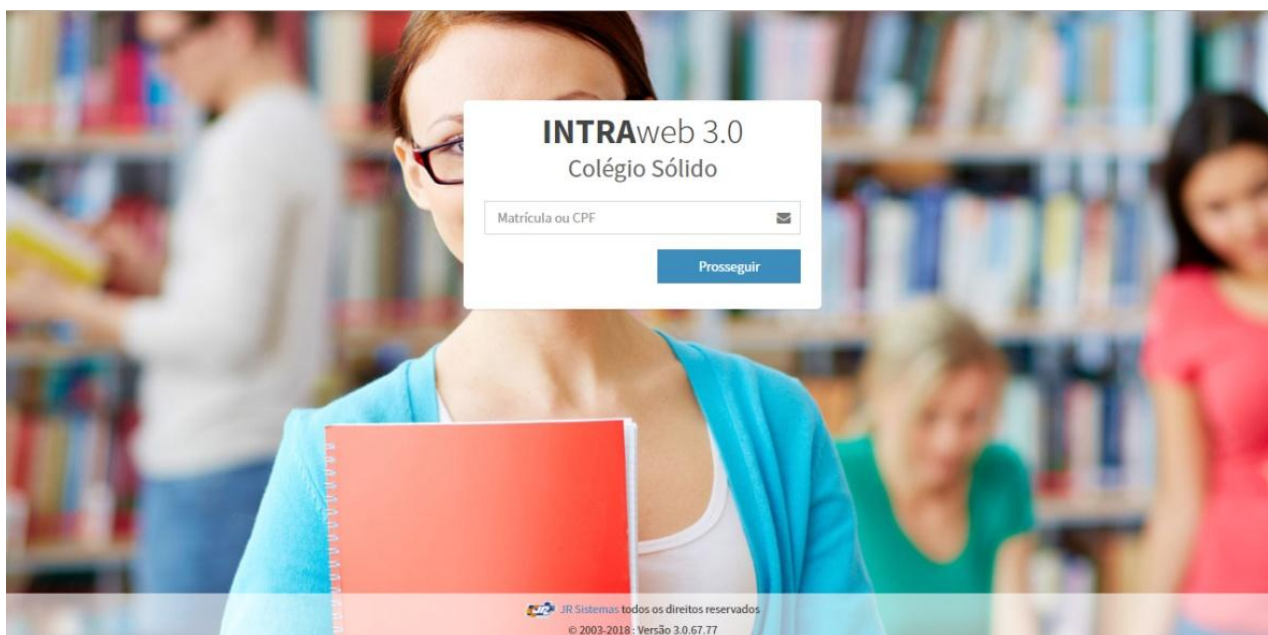 INTRAweb 3.0
Colégio Sólido
Matrícula ou CPF
Prosseguir
JR JR Sistemas todos os direitos reservados
© 2003-2018 : Versão 3.0.67.77